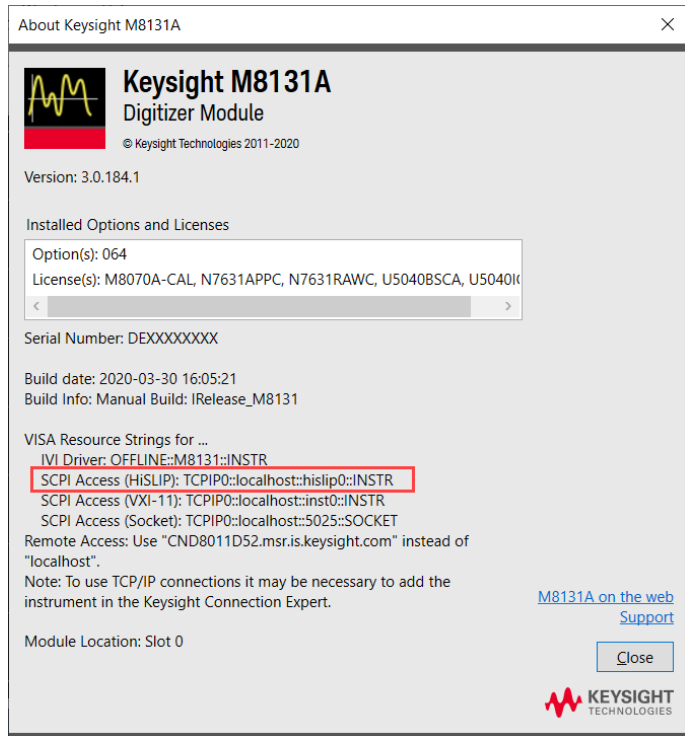 About Keysight M8131A
Keysight M8131A
Digitizer Module
© Keysight Technologies 2011-2020
Version: 3.0.184.1
Installed Options and Licenses
Option(s): 064
License(s): M8070A-CAL, N7631APPC, N7631RAWC, U5040BSCA, U5040I
Serial Number: DEXXXXXXXX
Build date: 2020-03-30 16:05:21
Build Info: Manual Build: IRelease_M8131
VISA Resource Strings for ...
IVI Driver: OFFLINE::M8131::INSTR
SCPI Access (HiSLIP): TCPIP0::localhost::hislip0::INSTR
SCPI Access (VXI-11): TCPIP0::localhost::inst0::INSTR
SCPI Access (Socket): TCPIP0::localhost::5025::SOCKET
Remote Access: Use "CND8011D52.msr.is.keysight.com" instead of
"localhost".
Note: To use TCP/IP connections it may be necessary to add the
instrument in the Keysight Connection Expert.
M8131A on the web
Support
Module Location: Slot 0
Close
KEYSIGHT
TECHNOLOGIES